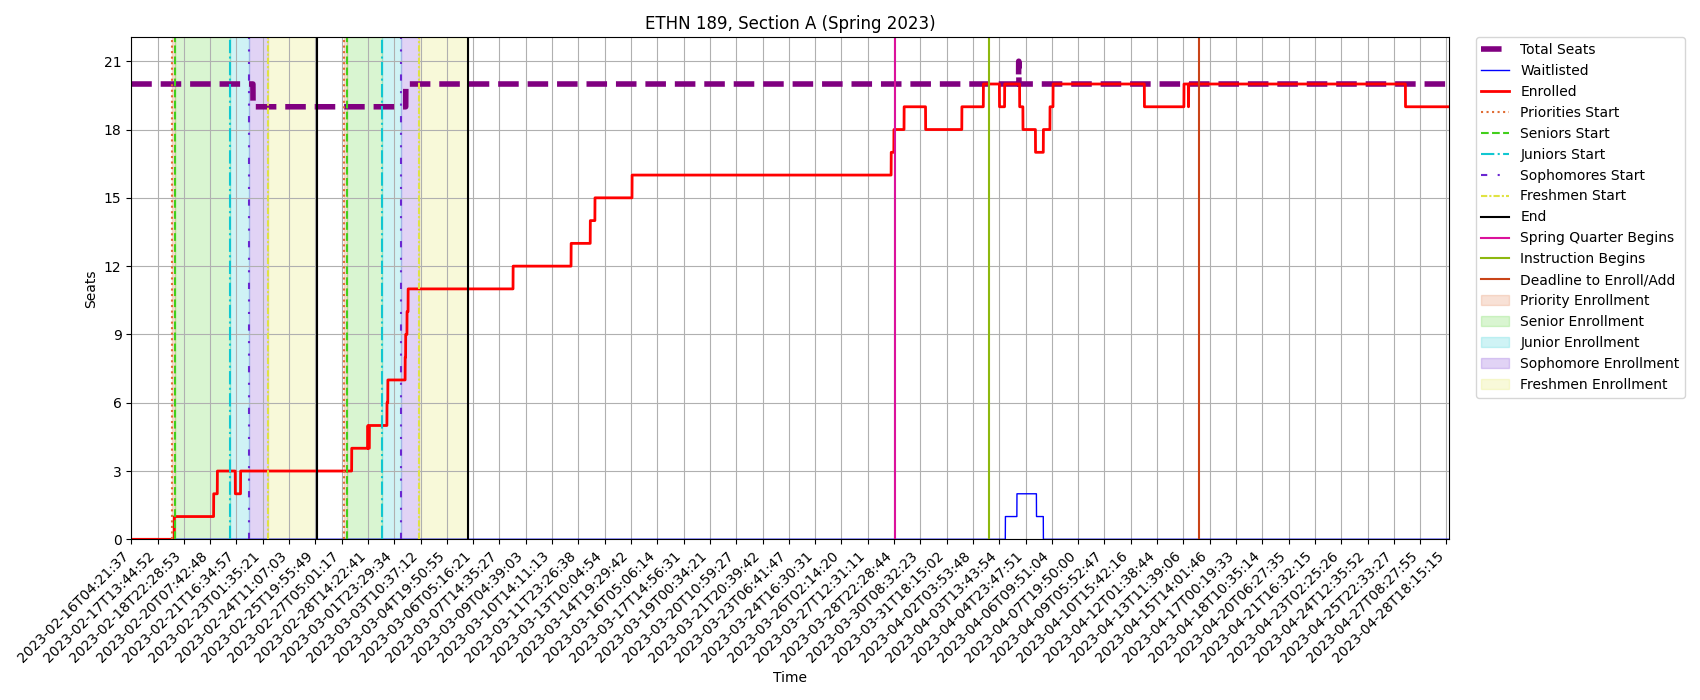 ETHN 189, Section A (Spring 2023)
Seats
21
18
15
12
9
6
3
0
2023-02-16T04:21:37
2023-02-17T13:44:52
2023-02-18T22:28:53
2023-02-20T07:42:48
2023-02-21T16:34:57
2023-02-23T01:35:21
2023-02-24T11:07:03
2023-02-25T19:55:49
2023-02-27T05:01:17
2023-02-28T14:22:41
2023-03-01T23:29:34
2023-03-03T10:37:12
2023-03-04T19:50:55
2023-03-06T05:16:21
2023-03-07T14:35:27
2023-03-09T04:39:03
2023-03-10T14:11:13
2023-03-11T23:26:38
2023-03-13T10:04:54
2023-03-14T19:29:42
2023-03-16T05:06:14
2023-03-17T14:56:31
2023-03-19T00:34:21
2023-03-20T10:59:27
2023-03-21T20:39:42
2023-03-23T06:41:47
2023-03-24T16:30:31
2023-03-26T02:14:20
2023-03-27T12:31:11
2023-03-28T22:28:44
2023-03-30T08:32:23
2023-03-31T18:15:02
2023-04-02T03:53:48
2023-04-03T13:43:54
2023-04-04T23:47:51
2023-04-06T09:51:04
2023-04-07T19:50:00
2023-04-09T05:52:47
2023-04-10T15:42:16
2023-04-12T01:38:44
2023-04-13T11:39:06
2023-04-15T14:01:46
2023-04-17T00:19:33
2023-04-18T10:35:14
2023-04-20T06:27:35
2023-04-21T16:32:15
2023-04-23T02:25:26
2023-04-24T12:35:52
2023-04-25T22:33:27
2023-04-27T08:27:55
2023-04-28T18:15:15
Time
Total Seats
Waitlisted
Enrolled
Priorities Start
Seniors Start
Juniors Start
Sophomores Start
Freshmen Start
End
Spring Quarter Begins
Instruction Begins
Deadline to Enroll/Add
Priority Enrollment
Senior Enrollment
Junior Enrollment
Sophomore Enrollment
Freshmen Enrollment